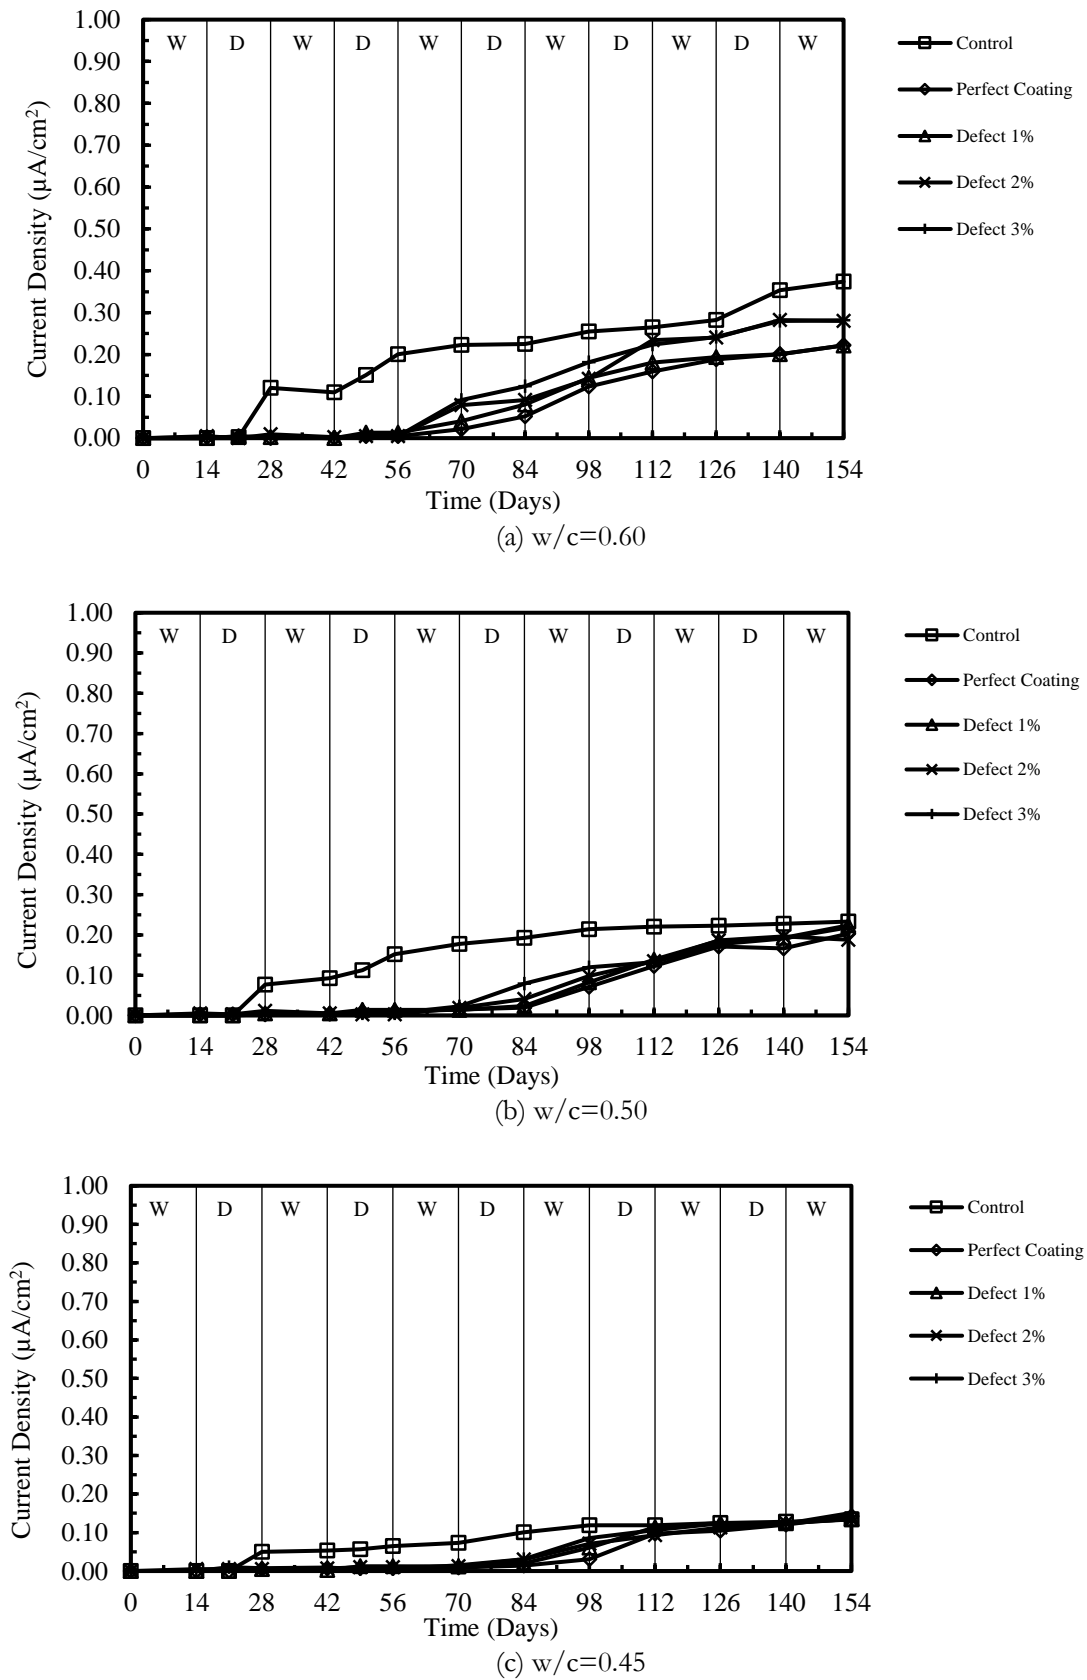 1.00
0.90
0.80
0.70
0.60
0.50
0.40
0.30
0.20
0.10
0.00
Current Density (µA/cm²)
W D W D W D W D W D W
0 14 28 42 56 70 84 98 112 126 140 154
Time (Days)
Control
Perfect Coating
Defect 1%
Defect 2%
Defect 3%
(a) w/c=0.60
1.00
0.90
0.80
0.70
0.60
0.50
0.40
0.30
0.20
0.10
0.00
Current Density (µA/cm²)
W D W D W D W D W D W
0 14 28 42 56 70 84 98 112 126 140 154
Time (Days)
Control
Perfect Coating
Defect 1%
Defect 2%
Defect 3%
(b) w/c=0.50
1.00
0.90
0.80
0.70
0.60
0.50
0.40
0.30
0.20
0.10
0.00
Current Density (µA/cm²)
W D W D W D W D W D W
0 14 28 42 56 70 84 98 112 126 140 154
Time (Days)
Control
Perfect Coating
Defect 1%
Defect 2%
Defect 3%
(c) w/c=0.45